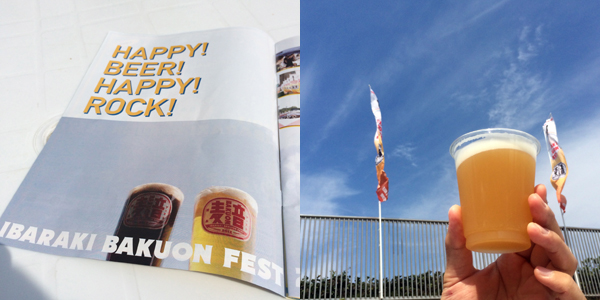 HAPPY!
BEER!
HAPPY!
ROCK!
IBARAKI BAKUON FEST